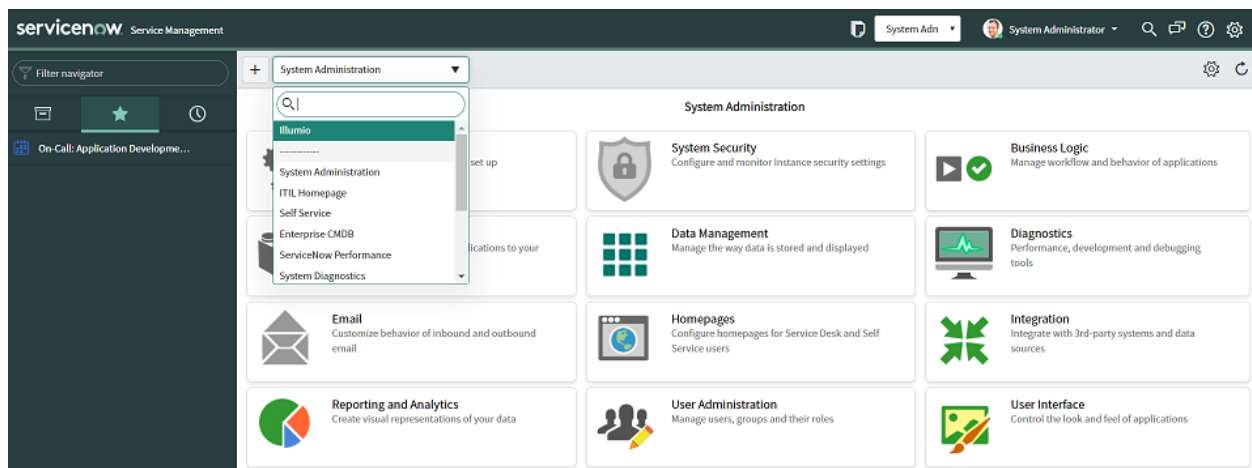 servicenow Service Management
System Adn
System Administrator
Filter navigator
On-Call: Application Developme...
System Administration
Illumio
------------
System Administration
ITIL Homepage
Self Service
Enterprise CMDB
ServiceNow Performance
System Diagnostics
System Administration
set up
System Security
Configure and monitor instance security settings
Business Logic
Manage workflow and behavior of applications
lications to your
Data Management
Manage the way data is stored and displayed
Diagnostics
Performance, development and debugging
tools
Email
Customize behavior of inbound and outbound
email
Homepages
Configure homepages for Service Desk and Self
Service users
Integration
Integrate with 3rd-party systems and data
sources
Reporting and Analytics
Create visual representations of your data
User Administration
Manage users, groups and their roles
User Interface
Control the look and feel of applications